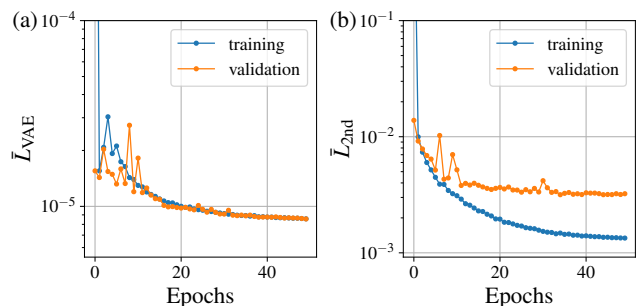 (a)
10⁻⁴
10⁻⁵
L̄_VAE
training
validation
0
20
40
Epochs
(b)
10⁻¹
10⁻²
10⁻³
L̄_2nd
training
validation
0
20
40
Epochs